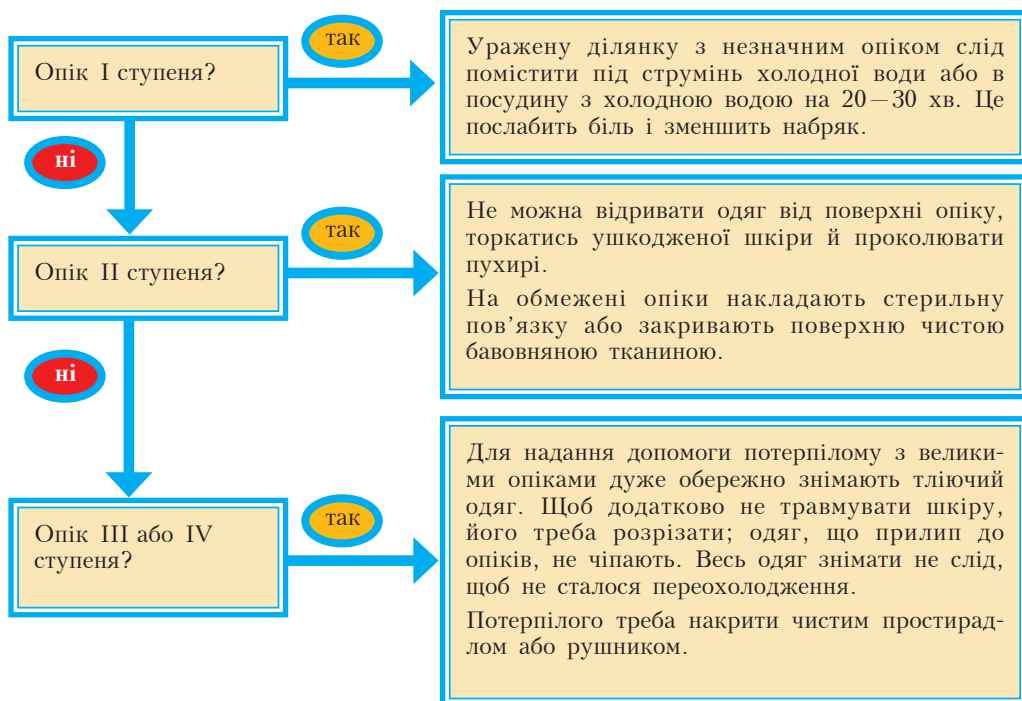 Опік І ступеня?
так
Уражену ділянку з незначним опіком слід
помістити під струмінь холодної води або в
посудину з холодною водою на 20—30 хв. Це
послабить біль і зменшить набряк.
ні
Опік ІІ ступеня?
так
Не можна відривати одяг від поверхні опіку,
торкатись ушкодженої шкіри й проколювати
пухирі.
На обмежені опіки накладають стерильну
пов’язку або закривають поверхню чистою
бавовняною тканиною.
ні
Опік ІІІ або IV
ступеня?
так
Для надання допомоги потерпілому з велики-
ми опіками дуже обережно знімають тліючий
одяг. Щоб додатково не травмувати шкіру,
його треба розрізати; одяг, що прилип до
опіків, не чіпають. Весь одяг знімати не слід,
щоб не сталося переохолодження.
Потерпілого треба накрити чистим простирад-
лом або рушником.